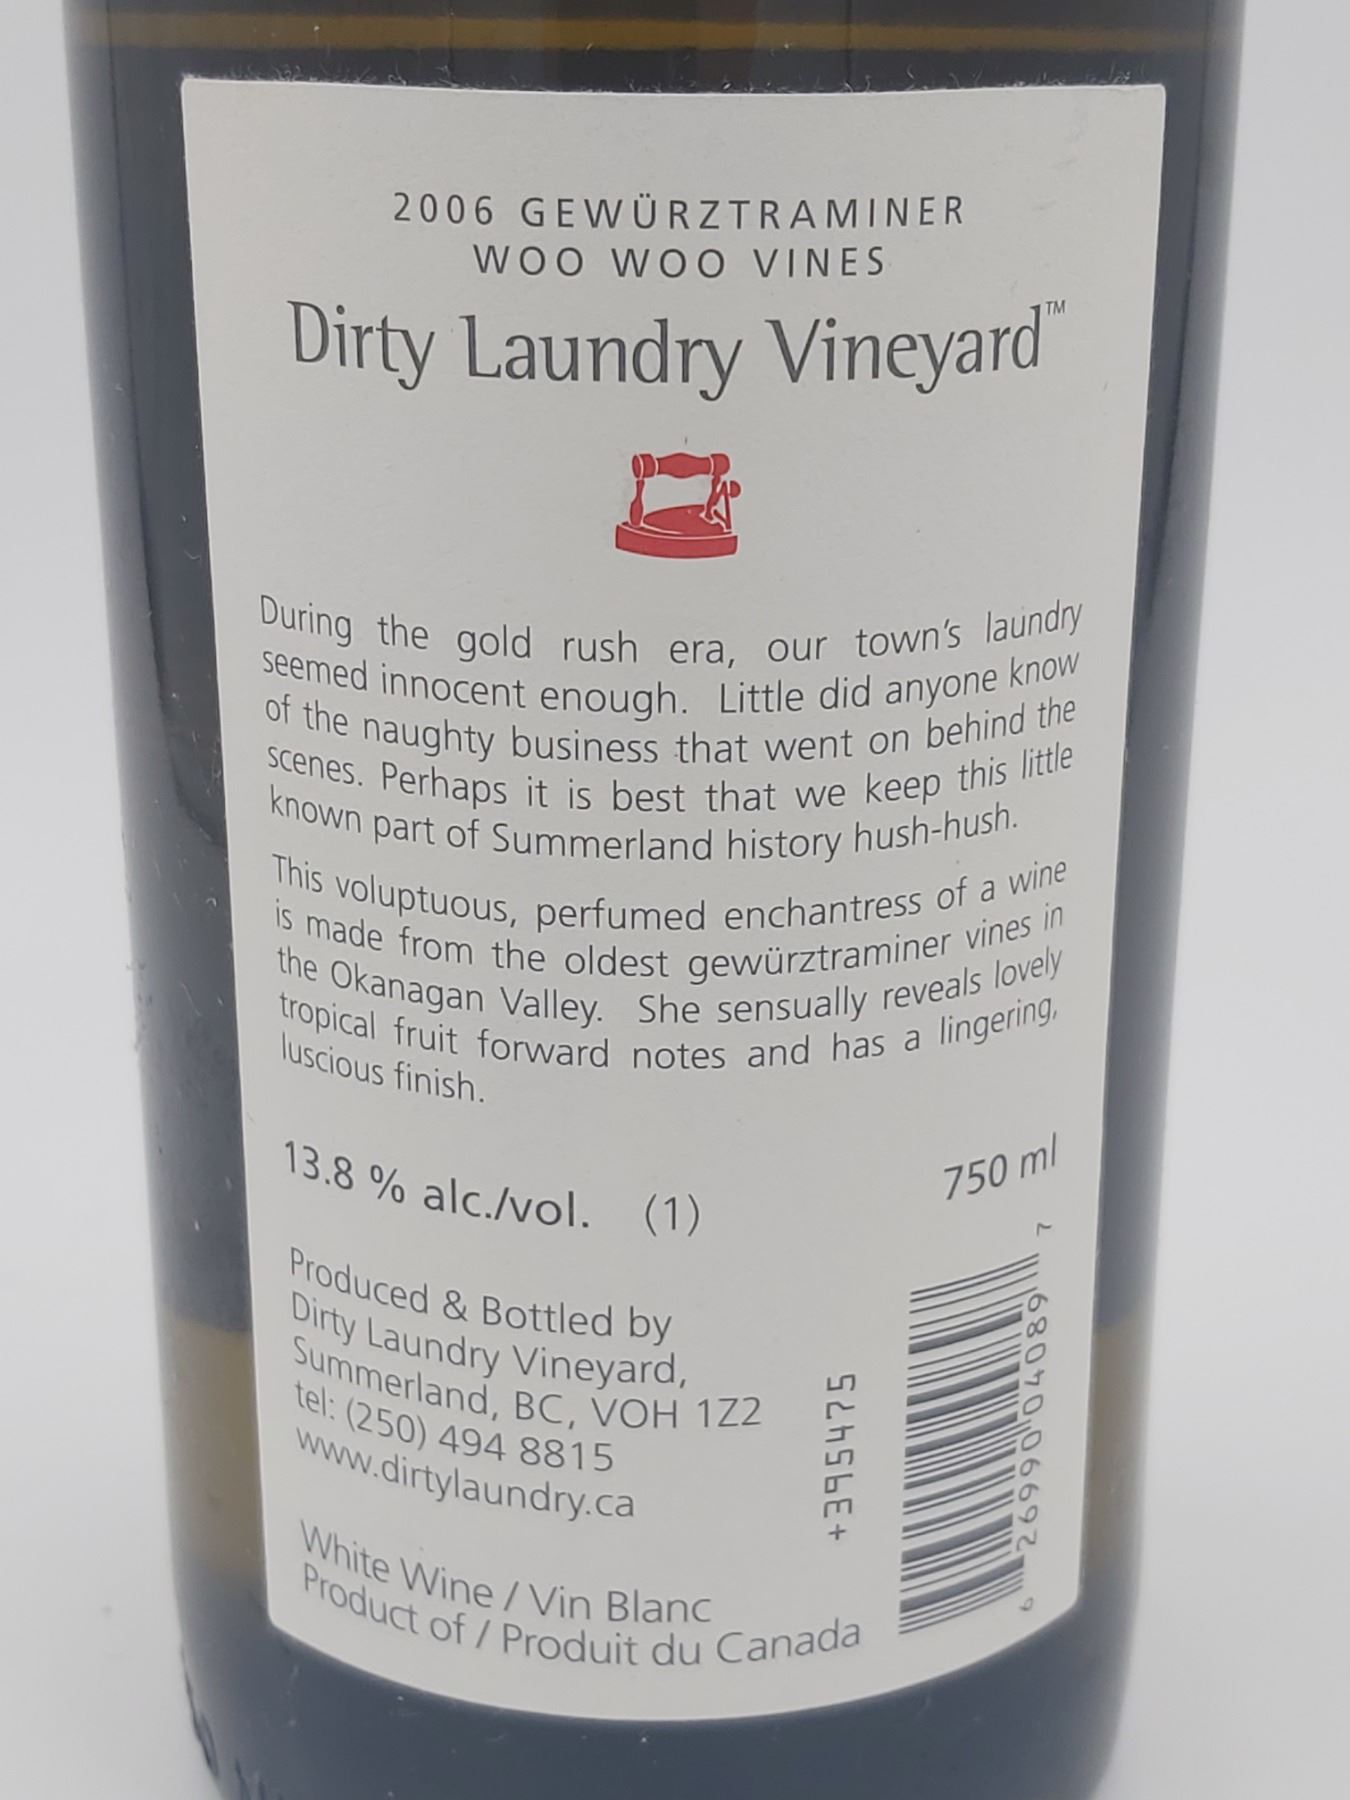 2006 GEWÜRZTRAMINER
WOO WOO VINES
Dirty Laundry Vineyard™
During the gold rush era, our town's laundry
seemed innocent enough. Little did anyone know
of the naughty business that went on behind the
scenes. Perhaps it is best that we keep this little
known part of Summerland history hush-hush.
This voluptuous, perfumed enchantress of a wine
is made from the oldest gewürztraminer vines in
the Okanagan Valley. She sensually reveals lovely
tropical fruit forward notes and has a lingering,
luscious finish.
13.8 % alc./vol. (1) 750 ml
Produced & Bottled by
Dirty Laundry Vineyard,
Summerland, BC, VOH 1Z2
tel: (250) 494 8815
www.dirtylaundry.ca
White Wine / Vin Blanc
Product of / Produit du Canada
+395475
6 26990 04089 7